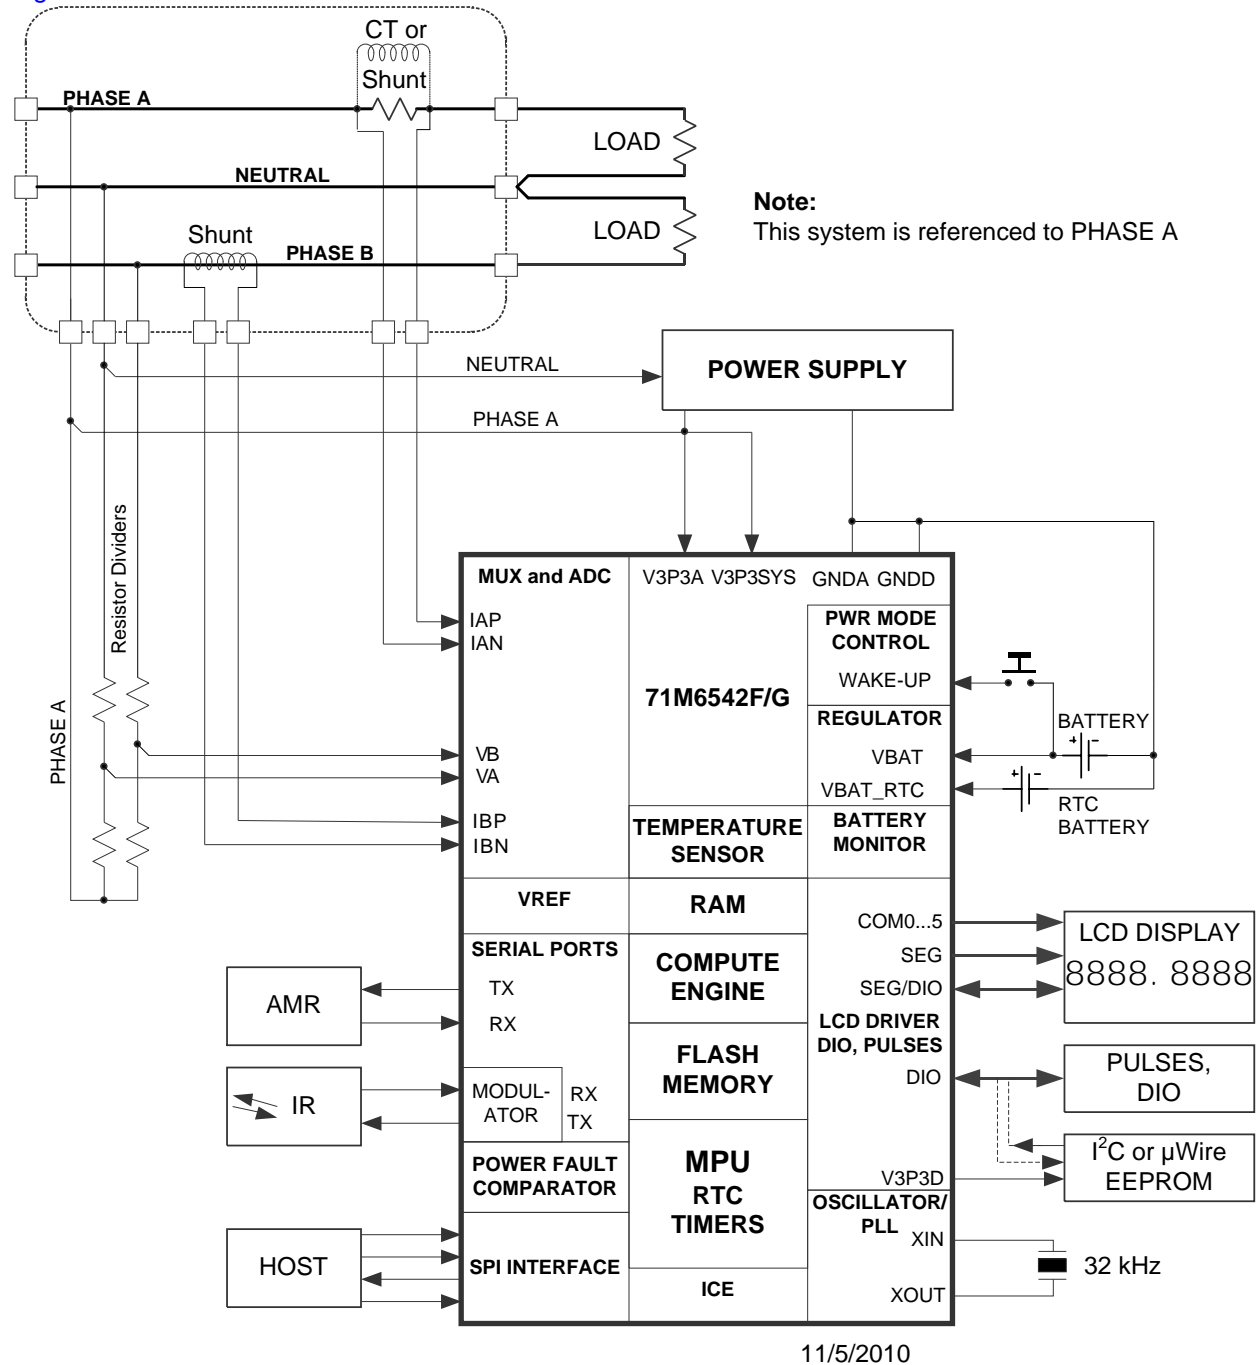 CT or
Shunt
PHASE A
LOAD
NEUTRAL
Note:
This system is referenced to PHASE A
Shunt
LOAD
PHASE B
NEUTRAL
POWER SUPPLY
PHASE A
Resistor Dividers
PHASE A
MUX and ADC
V3P3A V3P3SYS
GNDA GNDD
IAP
IAN
PWR MODE
CONTROL
WAKE-UP
71M6542F/G
REGULATOR
BATTERY
+ -
VB
VA
VBAT
VBAT_RTC
+ -
RTC
BATTERY
IBP
IBN
TEMPERATURE
SENSOR
BATTERY
MONITOR
VREF
RAM
COM0...5
SEG
SEG/DIO
LCD DISPLAY
8888. 8888
SERIAL PORTS
TX
RX
AMR
COMPUTE
ENGINE
LCD DRIVER
DIO, PULSES
DIO
FLASH
MEMORY
PULSES,
DIO
IR
MODUL-
ATOR
RX
TX
I²C or µWire
EEPROM
POWER FAULT
COMPARATOR
MPU
RTC
TIMERS
V3P3D
OSCILLATOR/
PLL
XIN
32 kHz
XOUT
HOST
SPI INTERFACE
ICE
11/5/2010